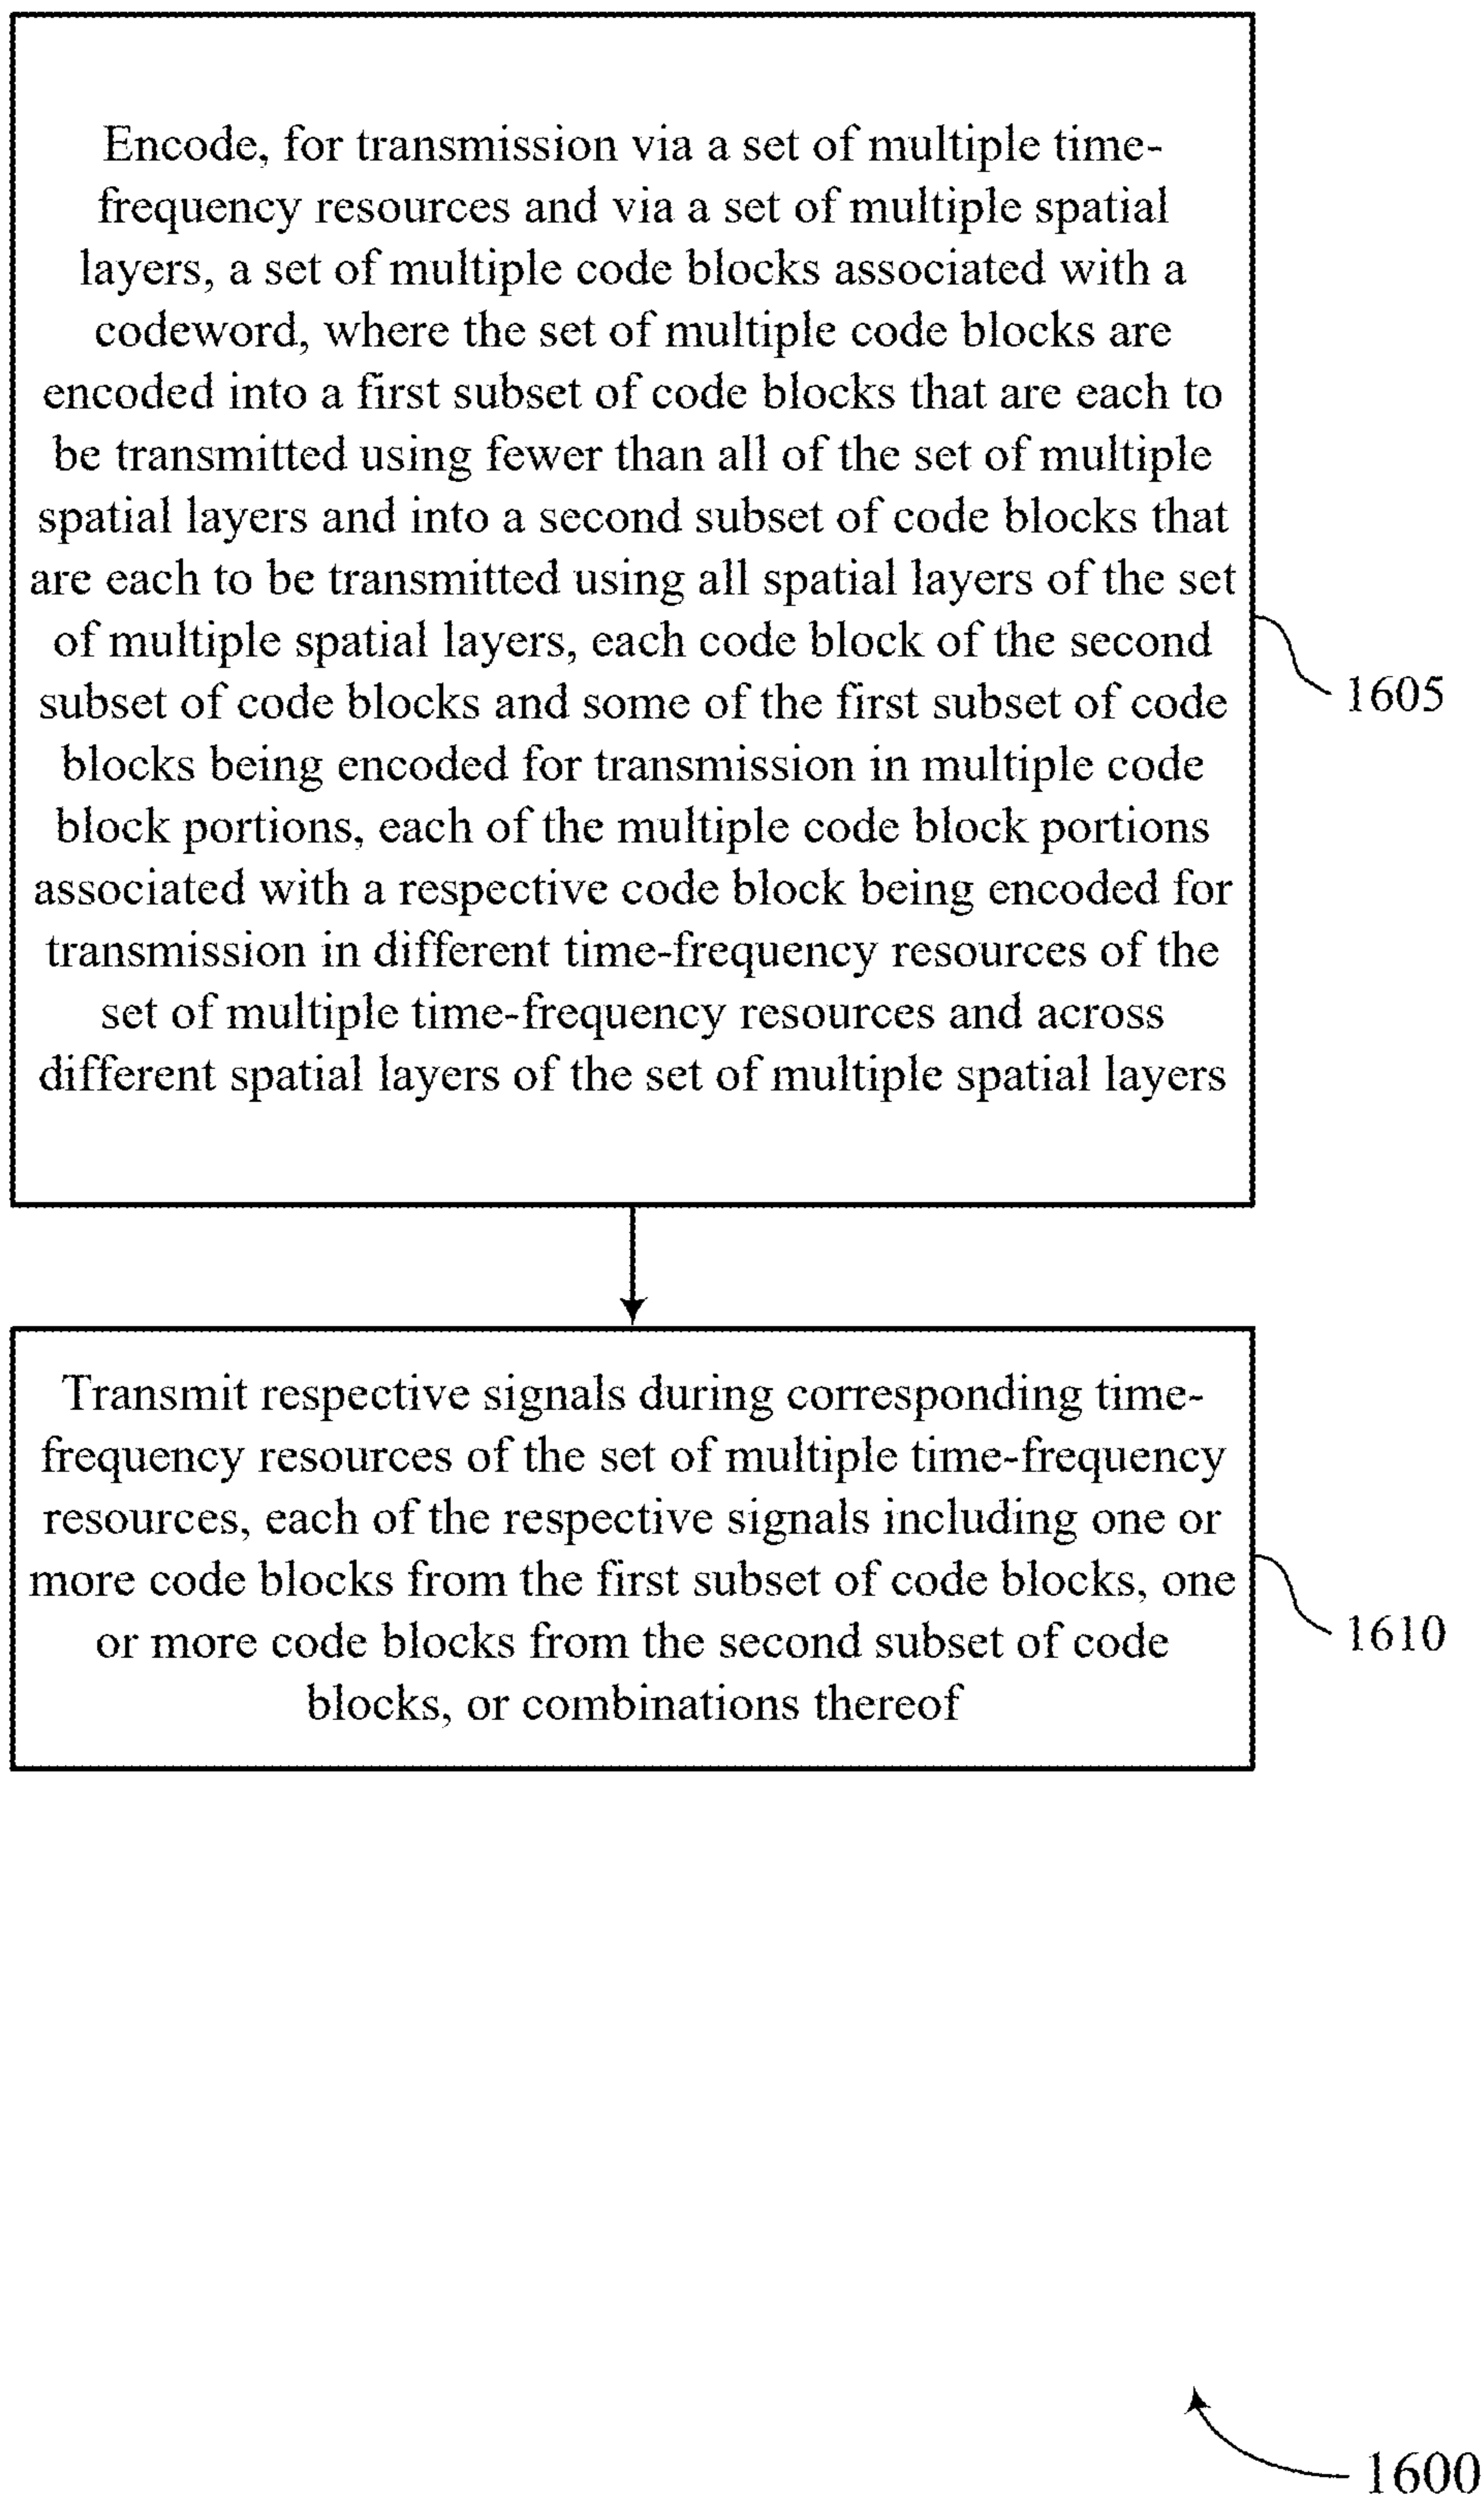 Encode, for transmission via a set of multiple time-
frequency resources and via a set of multiple spatial
layers, a set of multiple code blocks associated with a
codeword, where the set of multiple code blocks are
encoded into a first subset of code blocks that are each to
be transmitted using fewer than all of the set of multiple
spatial layers and into a second subset of code blocks that
are each to be transmitted using all spatial layers of the set
of multiple spatial layers, each code block of the second
subset of code blocks and some of the first subset of code
blocks being encoded for transmission in multiple code
block portions, each of the multiple code block portions
associated with a respective code block being encoded for
transmission in different time-frequency resources of the
set of multiple time-frequency resources and across
different spatial layers of the set of multiple spatial layers
1605
Transmit respective signals during corresponding time-
frequency resources of the set of multiple time-frequency
resources, each of the respective signals including one or
more code blocks from the first subset of code blocks, one
or more code blocks from the second subset of code
blocks, or combinations thereof
1610
1600